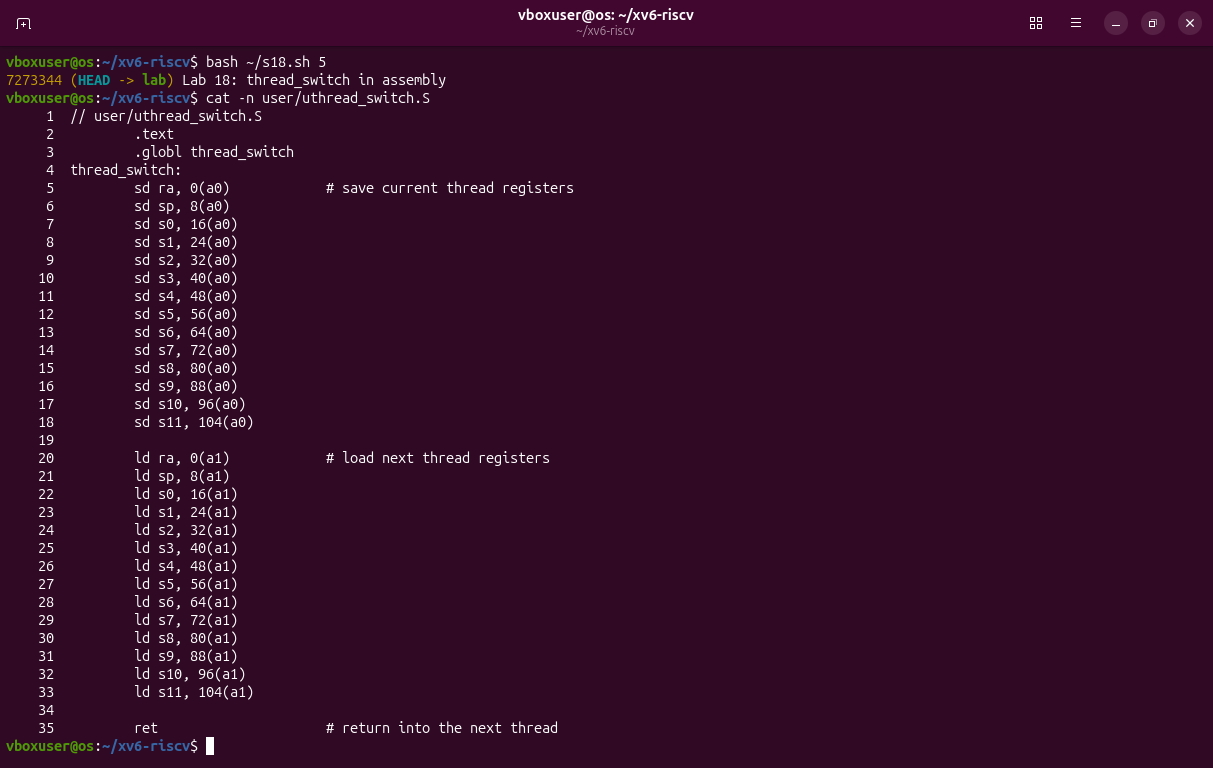 vboxuser@os: ~/xv6-riscv
~/xv6-riscv
vboxuser@os:~/xv6-riscv$ bash ~/s18.sh 5
7273344 (HEAD -> lab) Lab 18: thread_switch in assembly
vboxuser@os:~/xv6-riscv$ cat -n user/uthread_switch.S
     1  // user/uthread_switch.S
     2          .text
     3          .globl thread_switch
     4  thread_switch:
     5          sd ra, 0(a0)            # save current thread registers
     6          sd sp, 8(a0)
     7          sd s0, 16(a0)
     8          sd s1, 24(a0)
     9          sd s2, 32(a0)
    10          sd s3, 40(a0)
    11          sd s4, 48(a0)
    12          sd s5, 56(a0)
    13          sd s6, 64(a0)
    14          sd s7, 72(a0)
    15          sd s8, 80(a0)
    16          sd s9, 88(a0)
    17          sd s10, 96(a0)
    18          sd s11, 104(a0)
    19
    20          ld ra, 0(a1)            # load next thread registers
    21          ld sp, 8(a1)
    22          ld s0, 16(a1)
    23          ld s1, 24(a1)
    24          ld s2, 32(a1)
    25          ld s3, 40(a1)
    26          ld s4, 48(a1)
    27          ld s5, 56(a1)
    28          ld s6, 64(a1)
    29          ld s7, 72(a1)
    30          ld s8, 80(a1)
    31          ld s9, 88(a1)
    32          ld s10, 96(a1)
    33          ld s11, 104(a1)
    34
    35          ret                     # return into the next thread
vboxuser@os:~/xv6-riscv$